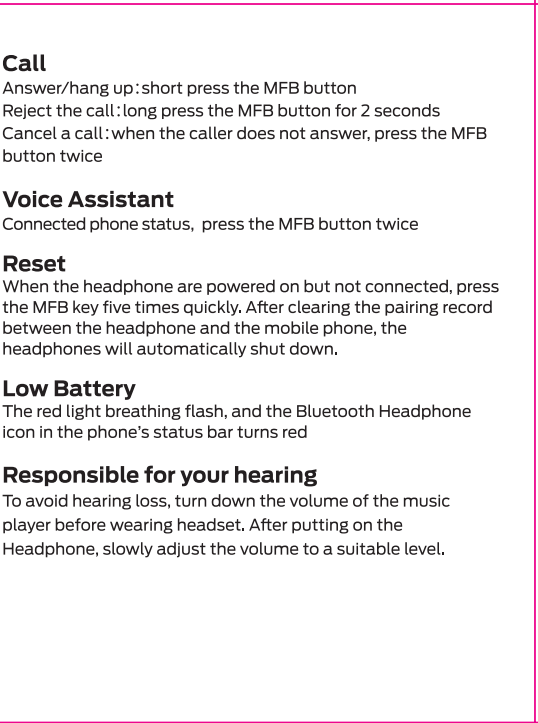 Call
Answer/hang up:short press the MFB button
Reject the call:long press the MFB button for 2 seconds
Cancel a call:when the caller does not answer, press the MFB
button twice
Voice Assistant
Connected phone status,  press the MFB button twice
Reset
When the headphone are powered on but not connected, press
the MFB key five times quickly. After clearing the pairing record
between the headphone and the mobile phone, the
headphones will automatically shut down.
Low Battery
The red light breathing flash, and the Bluetooth Headphone
icon in the phone's status bar turns red
Responsible for your hearing
To avoid hearing loss, turn down the volume of the music
player before wearing headset. After putting on the
Headphone, slowly adjust the volume to a suitable level.